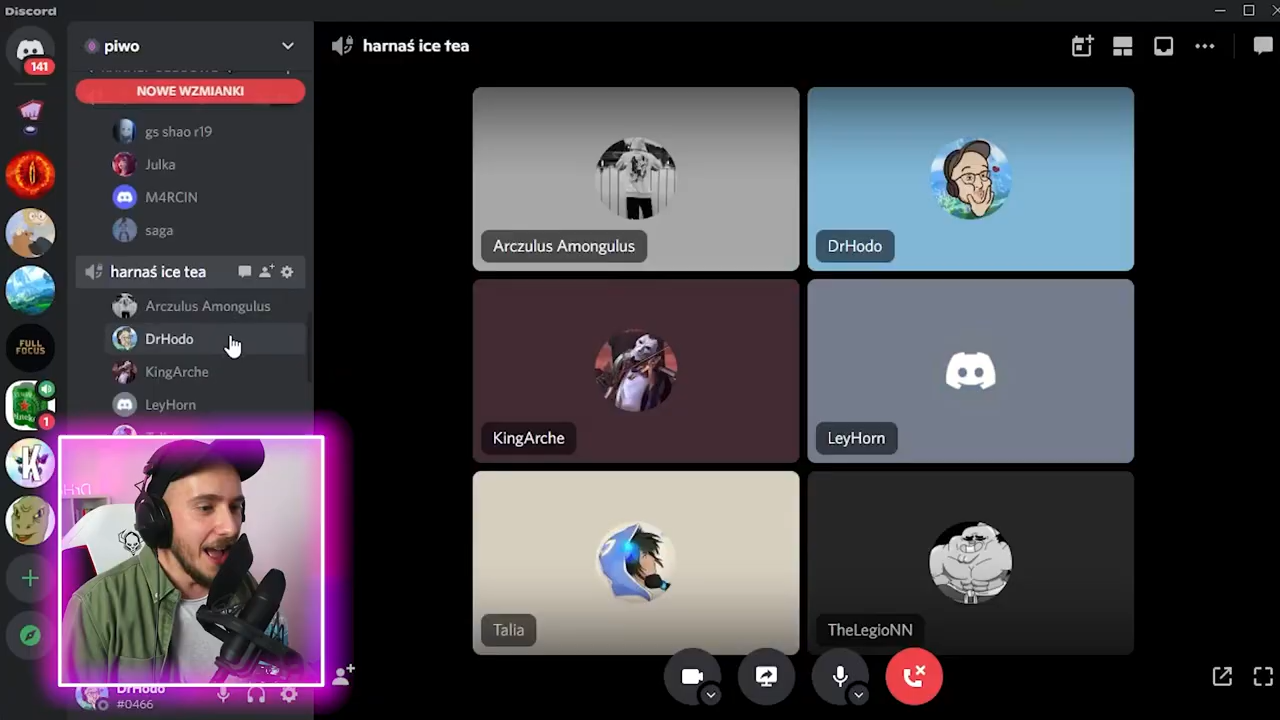 Discord
141
piwo
harnaś ice tea
NOWE WZMIANKI
gs shao r19
Julka
M4RCIN
saga
harnaś ice tea
Arczulus Amongulus
DrHodo
KingArche
LeyHorn
FULL
FOCUS
1
K
DrHodo
#0466
Arczulus Amongulus
DrHodo
KingArche
LeyHorn
Talia
TheLegioNN